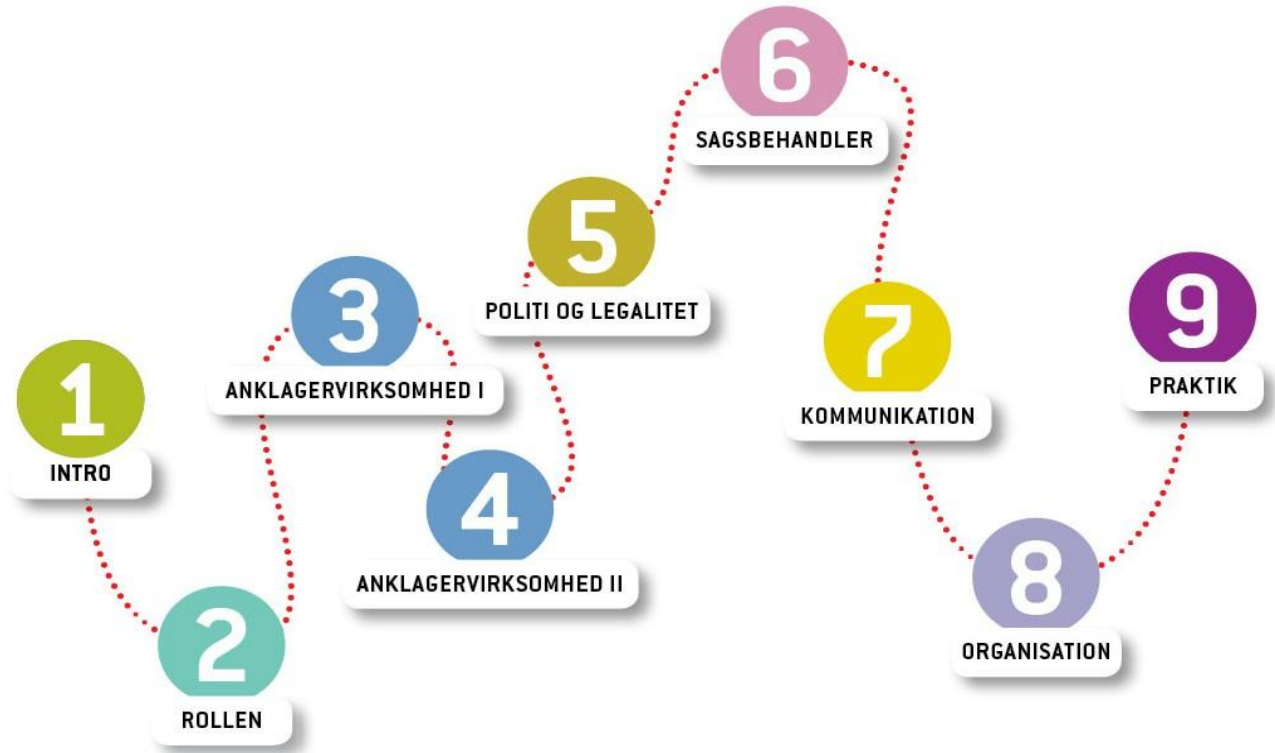 1
INTRO
2
ROLLEN
3
ANKLAGERVIRKSOMHED I
4
ANKLAGERVIRKSOMHED II
5
POLITI OG LEGALITET
6
SAGSBEHANDLER
7
KOMMUNIKATION
8
ORGANISATION
9
PRAKTIK